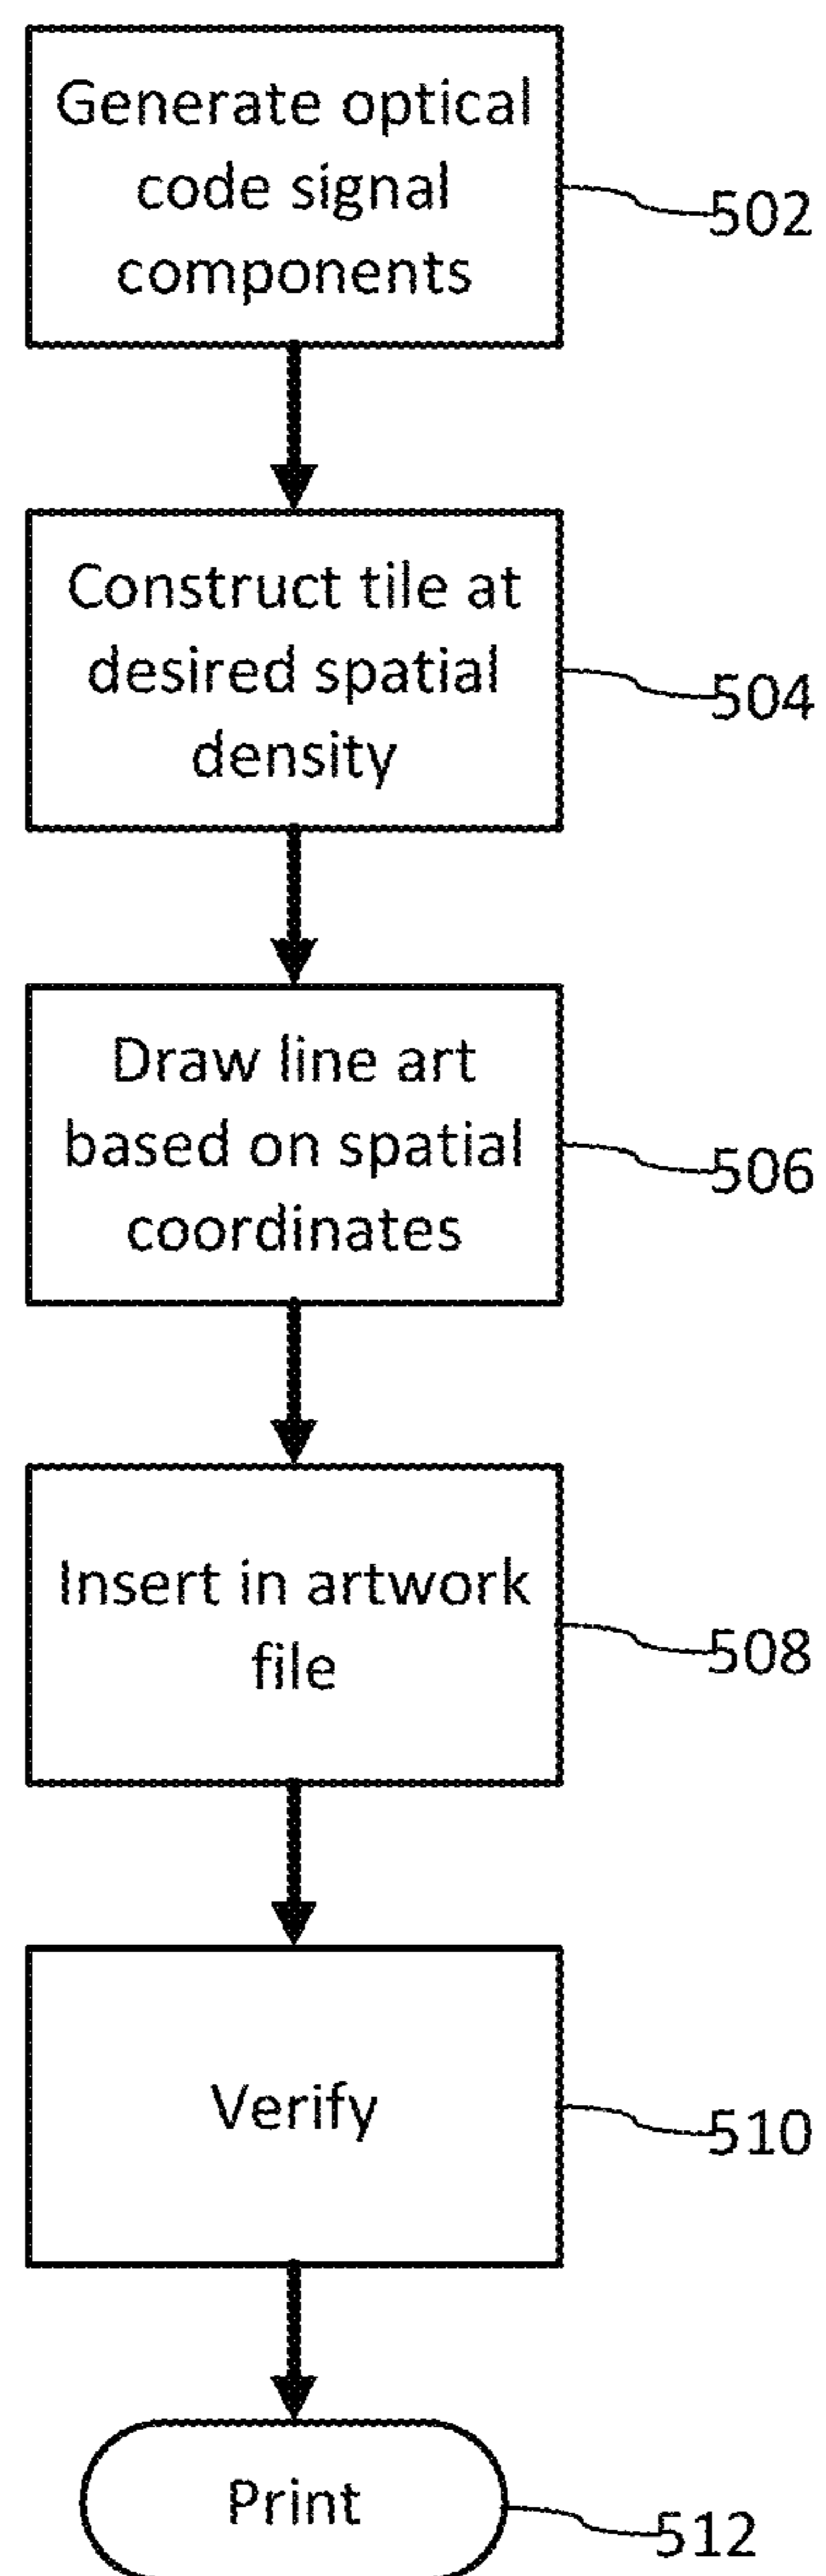 Generate optical
code signal
components
502
Construct tile at
desired spatial
density
504
Draw line art
based on spatial
coordinates
506
Insert in artwork
file
508
Verify
510
Print
512